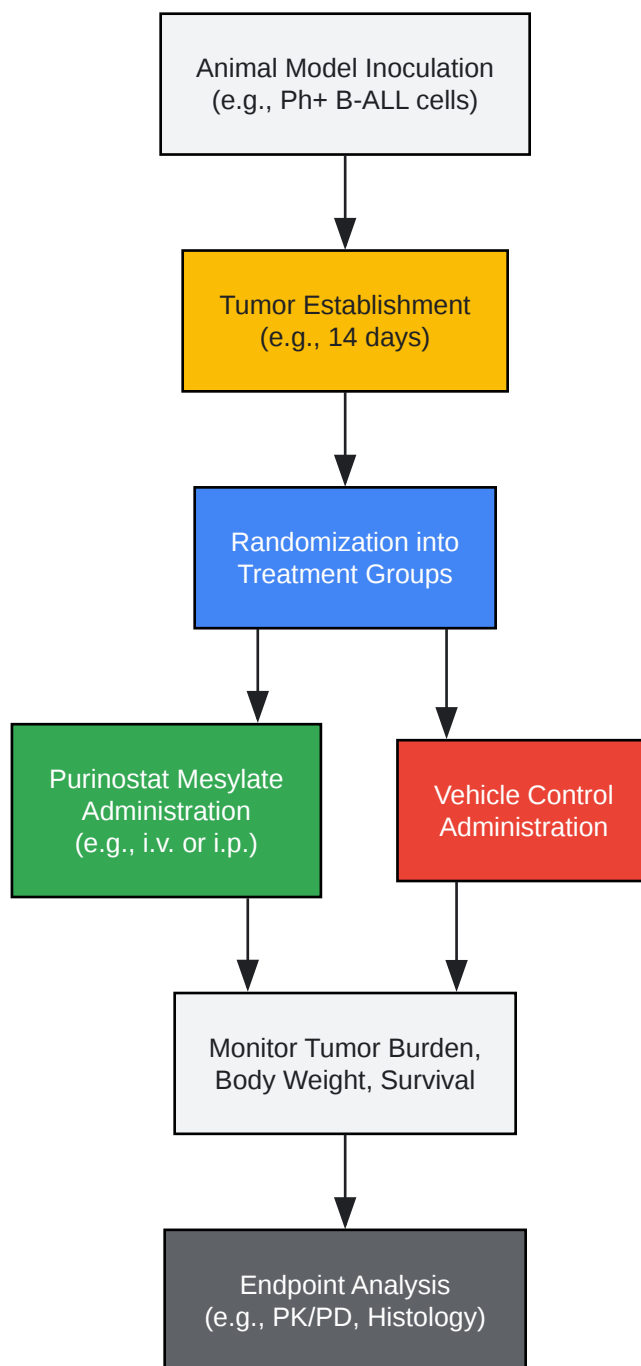 Animal Model Inoculation
(e.g., Ph+ B-ALL cells)
Tumor Establishment
(e.g., 14 days)
Randomization into
Treatment Groups
Purinostat Mesylate
Administration
(e.g., i.v. or i.p.)
Vehicle Control
Administration
Monitor Tumor Burden,
Body Weight, Survival
Endpoint Analysis
(e.g., PK/PD, Histology)